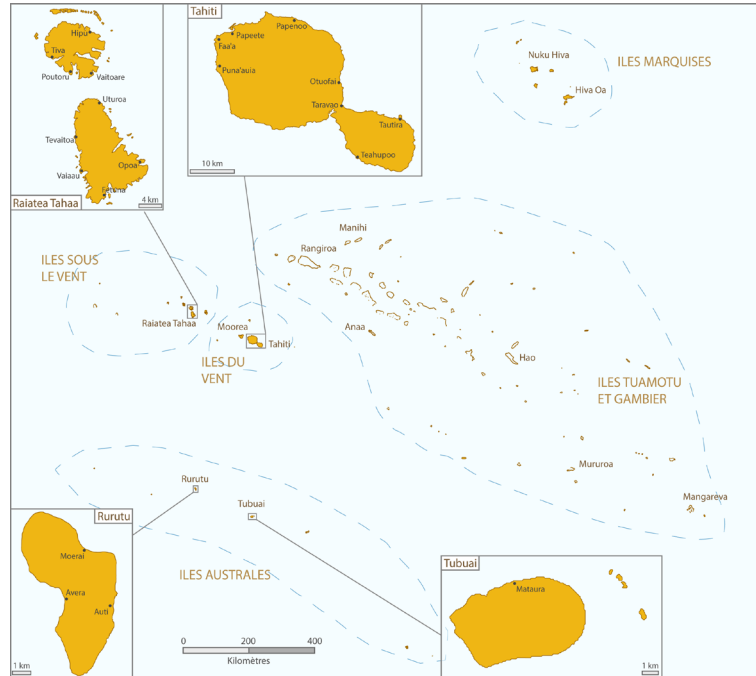 Tahiti
Papenoo
Papeete
Faa'a
Puna'auia
Otuofai
Taravao
Tautira
Teahupoo
10 km
Hipu
Tiva
Poutoru
Vaitoare
Uturoa
Tevaitoa
Opoa
Vaiaau
Fetuna
4 km
Raiatea Tahaa
Nuku Hiva
ILES MARQUISES
Hiva Oa
Manihi
Rangiroa
ILES SOUS
LE VENT
Raiatea Tahaa
Moorea
Tahiti
ILES DU
VENT
Anaa
Hao
ILES TUAMOTU
ET GAMBIER
Mururoa
Mangarèva
Rurutu
Tubuai
ILES AUSTRALES
Rurutu
Moerai
Avera
Auti
1 km
0 200 400
Kilomètres
Tubuai
Mataura
1 km